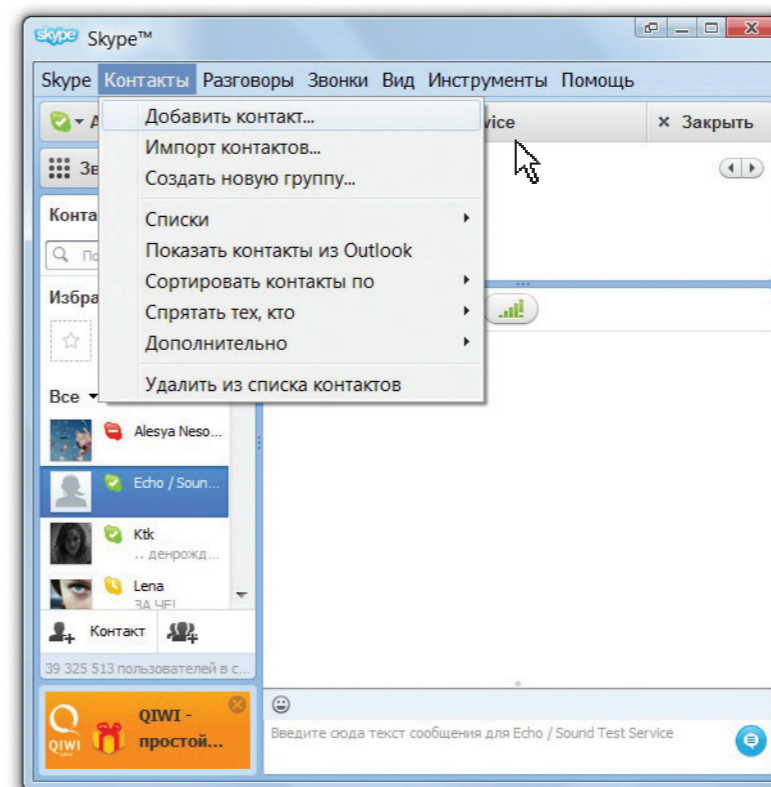 skype Skype™
Skype Контакты Разговоры Звонки Вид Инструменты Помощь
Добавить контакт...
Импорт контактов...
Создать новую группу...
Списки
Показать контакты из Outlook
Сортировать контакты по
Спрятать тех, кто
Дополнительно
Удалить из списка контактов
× Закрыть
Все
Alesya Neso...
Echo / Soun...
Ktk
.. денрожд...
Lena
ЗА ЧЕ!
Контакт
39 325 513 пользователей в с...
QIWI
QIWI -
простой...
Введите сюда текст сообщения для Echo / Sound Test Service